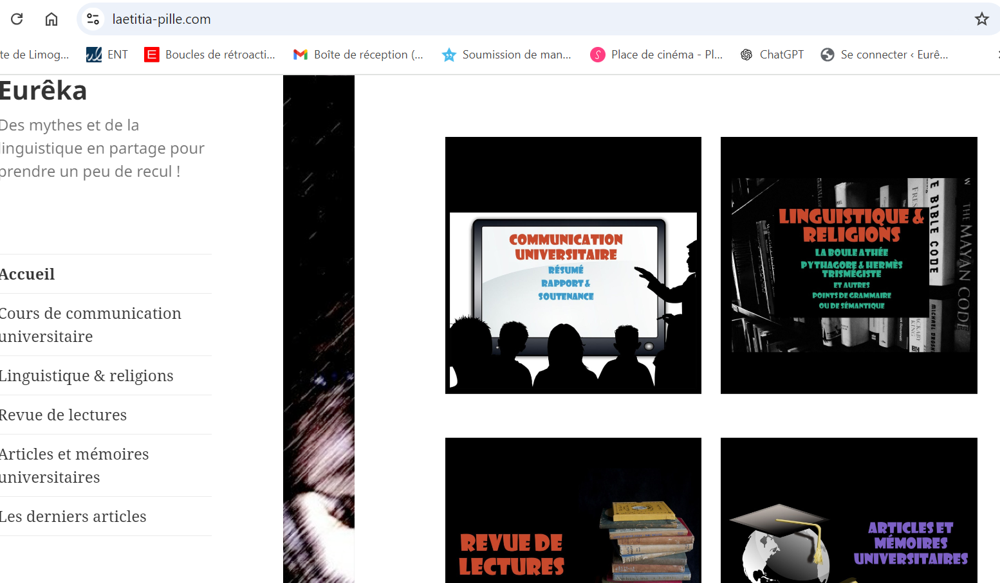 laetitia-pille.com
te de Limog... ENT Boucles de rétroacti... Boîte de réception (... Soumission de man... Place de cinéma - Pl... ChatGPT Se connecter ‹ Eurê...
Eurêka
Des mythes et de la
linguistique en partage pour
prendre un peu de recul !
Accueil
Cours de communication
universitaire
Linguistique & religions
Revue de lectures
Articles et mémoires
universitaires
Les derniers articles
COMMUNICATION
UNIVERSITAIRE
RÉSUMÉ
RAPPORT &
SOUTENANCE
LINGUISTIQUE &
RELIGIONS
LA BOULE ATHÉE
PYTHAGORE & HERMÈS
TRISMÉGISTE
ET AUTRES
POINTS DE GRAMMAIRE
OU DE SÉMANTIQUE
BIBLE CODE
THE MAYAN CODE
REVUE DE
LECTURES
ARTICLES ET
MÉMOIRES
UNIVERSITAIRES